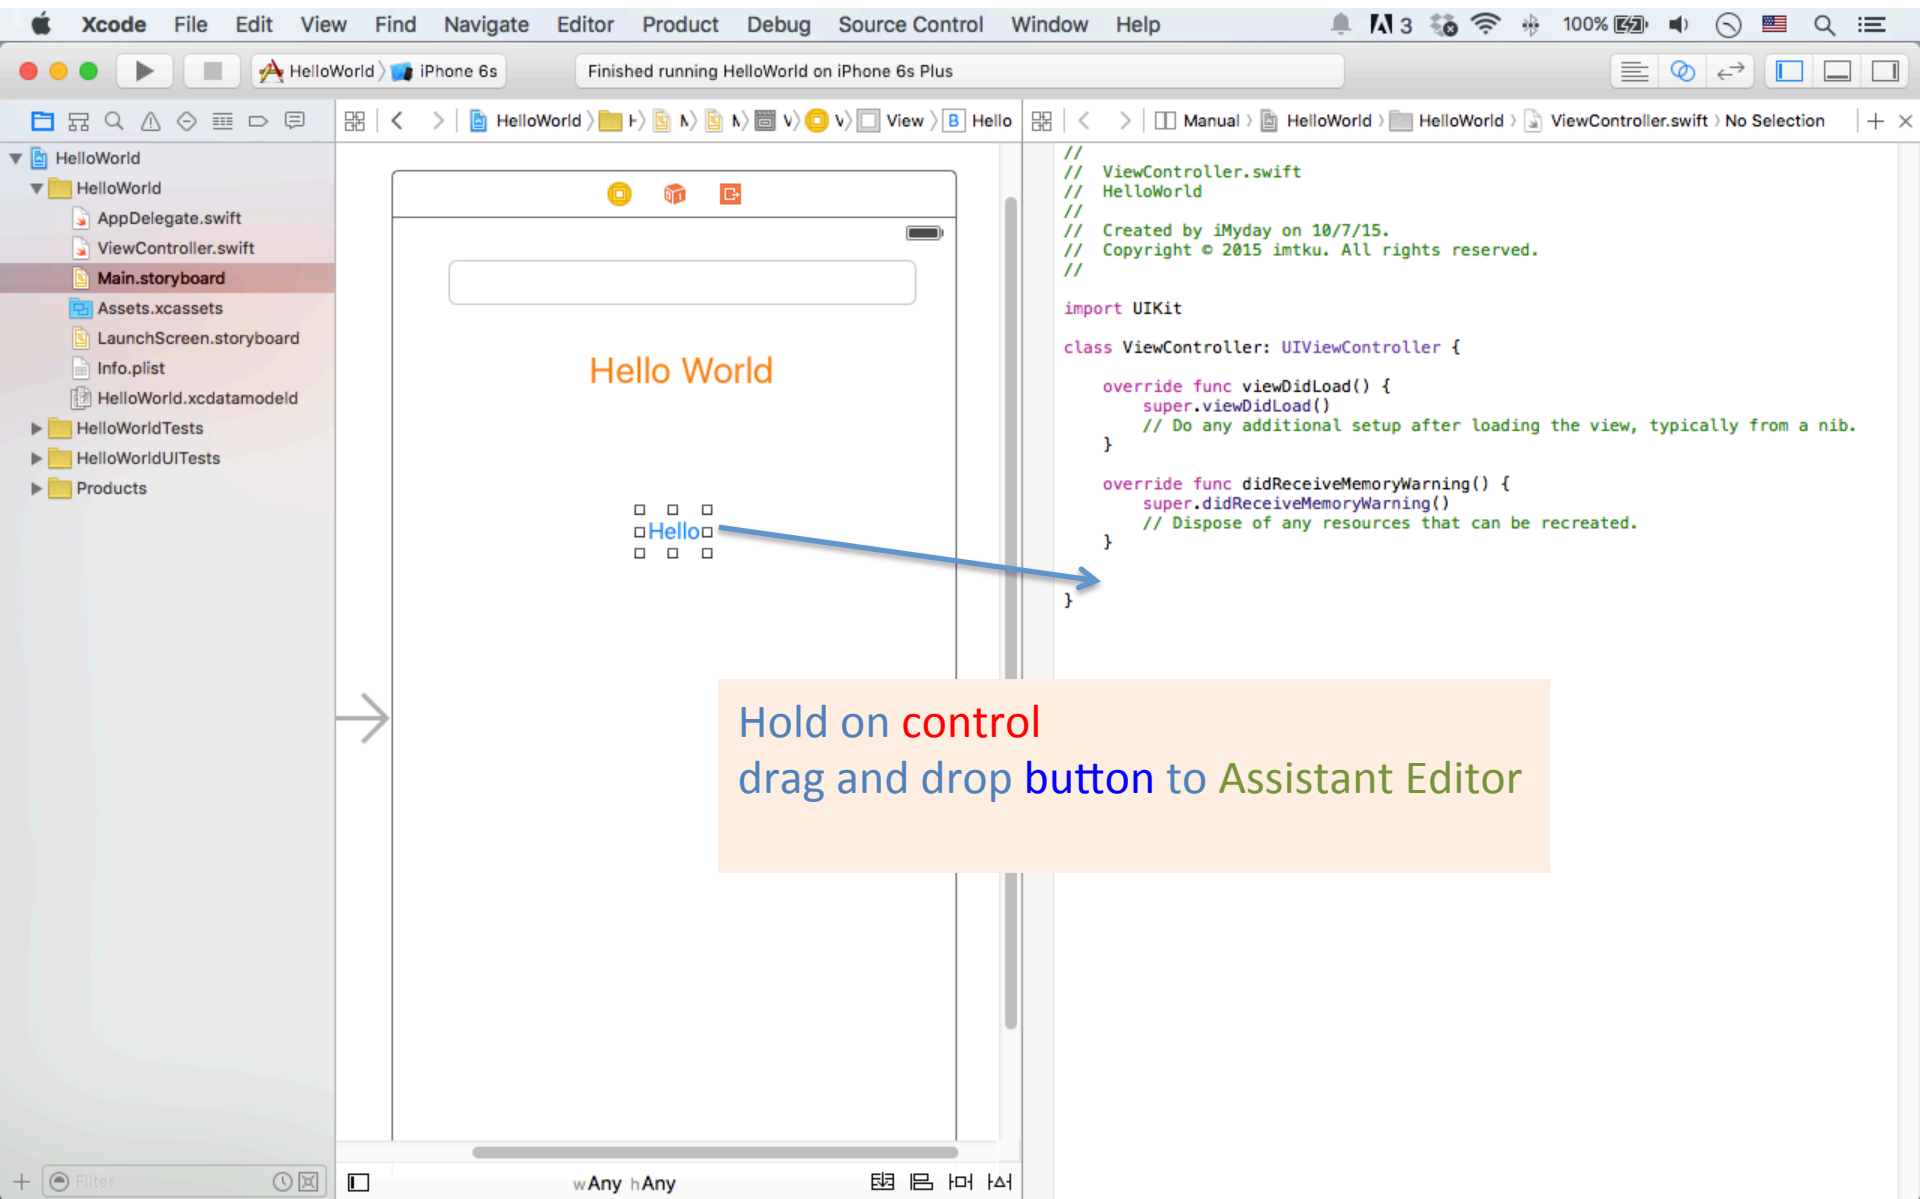 Xcode File Edit View Find Navigate Editor Product Debug Source Control Window Help 3 100%
HelloWorld iPhone 6s Finished running HelloWorld on iPhone 6s Plus
HelloWorld H M M V V View B Hello
Manual HelloWorld HelloWorld ViewController.swift No Selection
HelloWorld
HelloWorld
AppDelegate.swift
ViewController.swift
Main.storyboard
Assets.xcassets
LaunchScreen.storyboard
Info.plist
HelloWorld.xcdatamodeld
HelloWorldTests
HelloWorldUITests
Products
Filter
Hello World
Hello
wAny hAny
//
// ViewController.swift
// HelloWorld
//
// Created by iMyday on 10/7/15.
// Copyright © 2015 imtku. All rights reserved.
//
import UIKit
class ViewController: UIViewController {
override func viewDidLoad() {
super.viewDidLoad()
// Do any additional setup after loading the view, typically from a nib.
}
override func didReceiveMemoryWarning() {
super.didReceiveMemoryWarning()
// Dispose of any resources that can be recreated.
}
}
Hold on control
drag and drop button to Assistant Editor